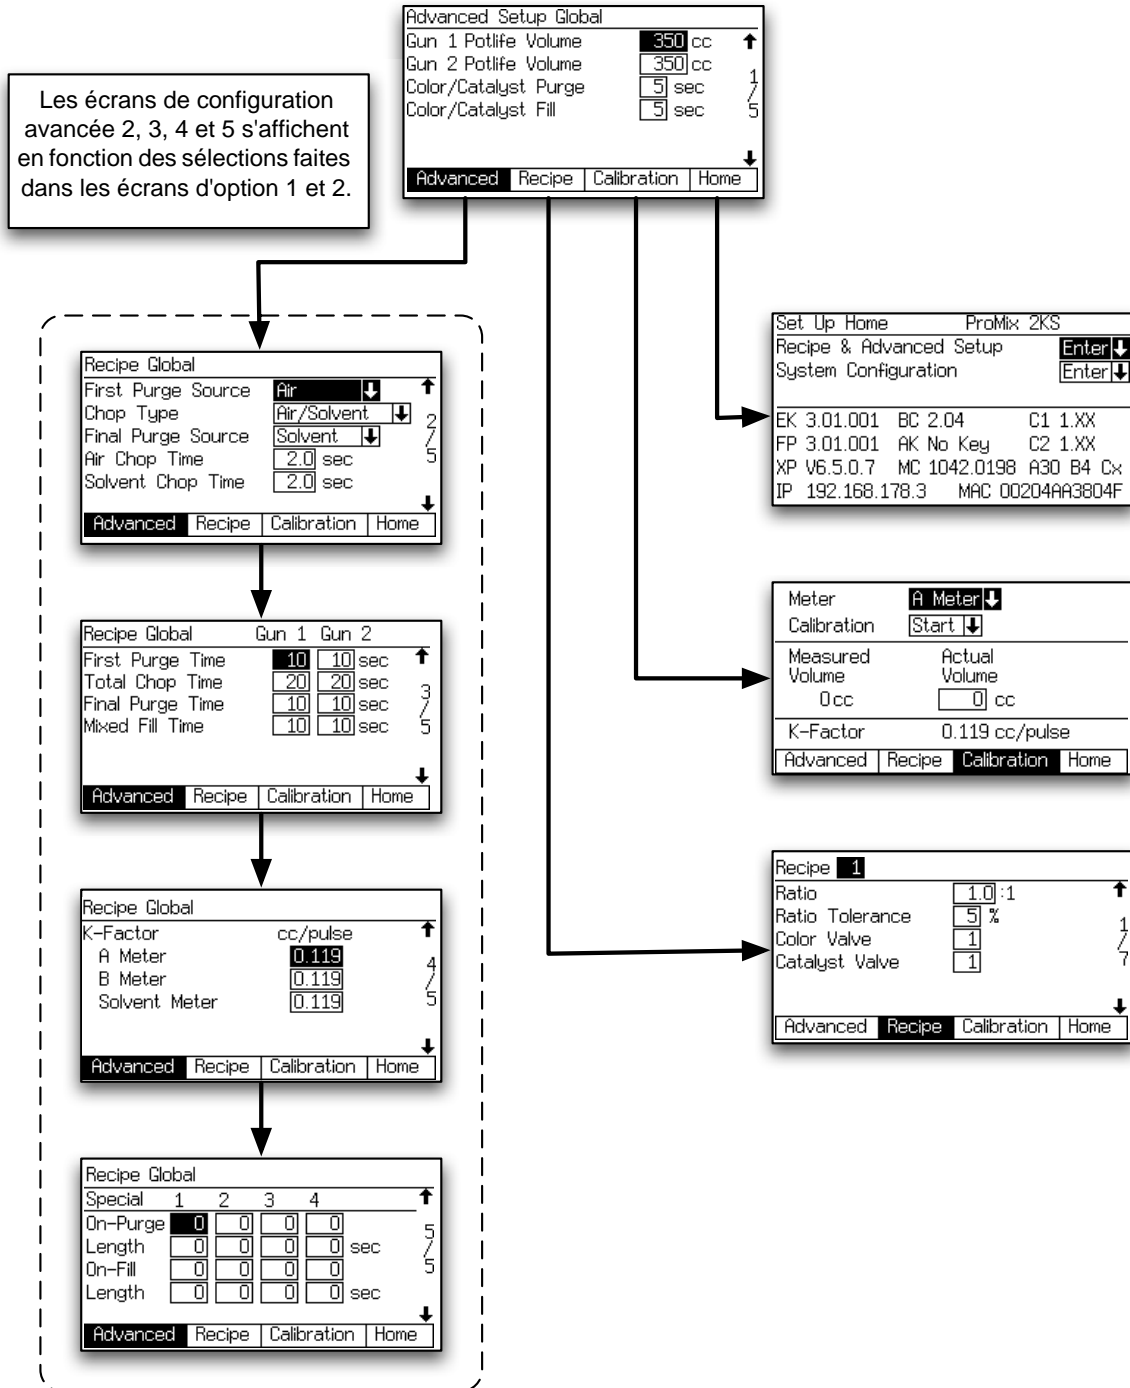 Advanced Setup Global
Gun 1 Potlife Volume 350 cc
Gun 2 Potlife Volume 350 cc
Color/Catalyst Purge 5 sec
Color/Catalyst Fill 5 sec
1/5
Advanced Recipe Calibration Home
Les écrans de configuration
avancée 2, 3, 4 et 5 s'affichent
en fonction des sélections faites
dans les écrans d'option 1 et 2.
Recipe Global
First Purge Source Air
Chop Type Air/Solvent
Final Purge Source Solvent
Air Chop Time 2.0 sec
Solvent Chop Time 2.0 sec
2/5
Advanced Recipe Calibration Home
Recipe Global Gun 1 Gun 2
First Purge Time 10 10 sec
Total Chop Time 20 20 sec
Final Purge Time 10 10 sec
Mixed Fill Time 10 10 sec
3/5
Advanced Recipe Calibration Home
Recipe Global
K-Factor cc/pulse
A Meter 0.119
B Meter 0.119
Solvent Meter 0.119
4/5
Advanced Recipe Calibration Home
Recipe Global
Special 1 2 3 4
On-Purge 0 0 0 0
Length 0 0 0 0 sec
On-Fill 0 0 0 0
Length 0 0 0 0 sec
5/5
Advanced Recipe Calibration Home
Set Up Home ProMix 2KS
Recipe & Advanced Setup Enter
System Configuration Enter
EK 3.01.001 BC 2.04 C1 1.XX
FP 3.01.001 AK No Key C2 1.XX
XP V6.5.0.7 MC 1042.0198 A30 B4 Cx
IP 192.168.178.3 MAC 00204AA3804F
Meter A Meter
Calibration Start
Measured Actual
Volume Volume
0 cc 0 cc
K-Factor 0.119 cc/pulse
Advanced Recipe Calibration Home
Recipe 1
Ratio 1.0 :1
Ratio Tolerance 5 %
Color Valve 1
Catalyst Valve 1
1/7
Advanced Recipe Calibration Home